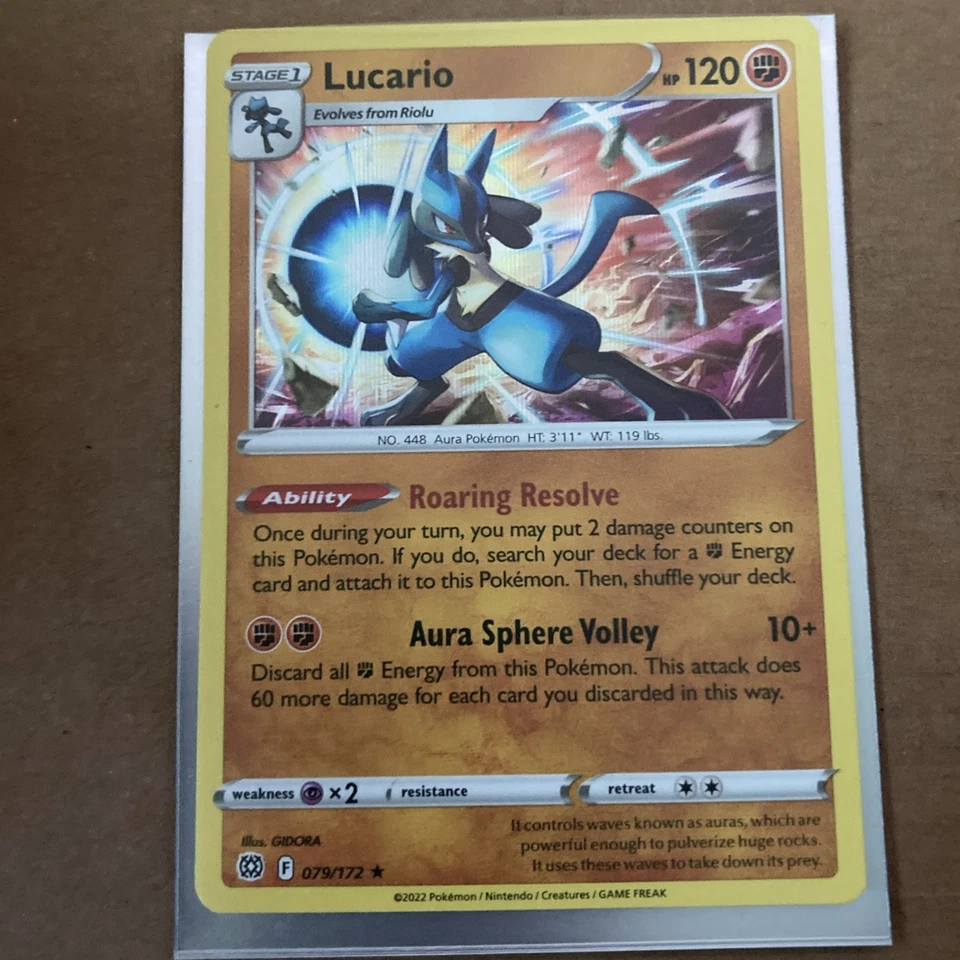 STAGE 1 Lucario HP 120
Evolves from Riolu
NO. 448 Aura Pokémon HT: 3'11" WT: 119 lbs.
Ability Roaring Resolve
Once during your turn, you may put 2 damage counters on
this Pokémon. If you do, search your deck for a Energy
card and attach it to this Pokémon. Then, shuffle your deck.
Aura Sphere Volley 10+
Discard all Energy from this Pokémon. This attack does
60 more damage for each card you discarded in this way.
weakness ×2 resistance retreat
It controls waves known as auras, which are
powerful enough to pulverize huge rocks.
It uses these waves to take down its prey.
Illus. GIDORA
F 079/172 ★
©2022 Pokémon / Nintendo / Creatures / GAME FREAK